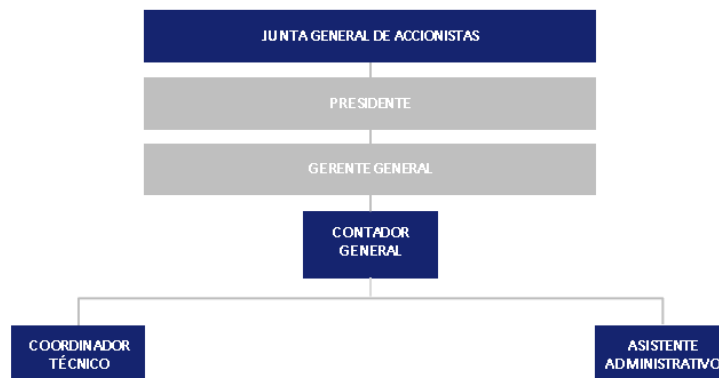 JUNTA GENERAL DE ACCIONISTAS
PRESIDENTE
GERENTE GENERAL
CONTADOR
GENERAL
COORDINADOR
TÉCNICO
ASISTENTE
ADMINISTRATIVO